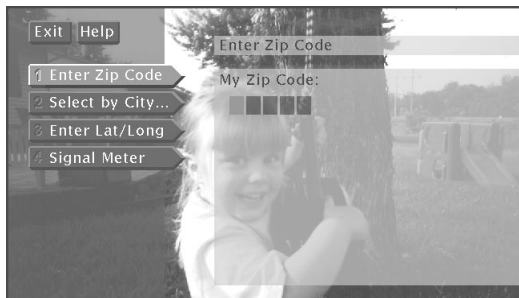 Exit Help
1 Enter Zip Code
2 Select by City...
3 Enter Lat/Long
4 Signal Meter
Enter Zip Code
My Zip Code: